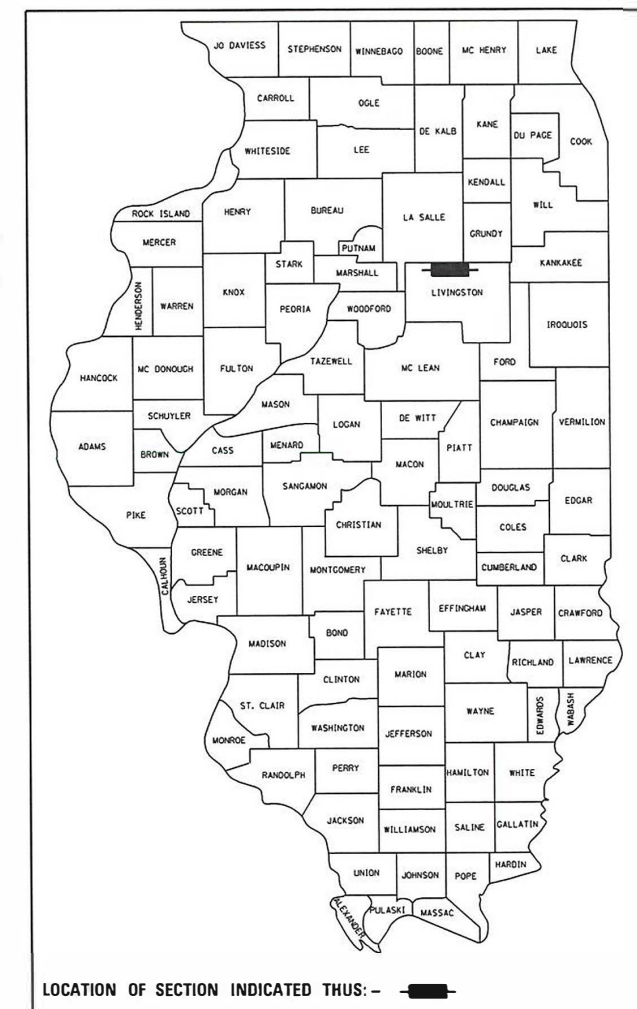 JO DAVIESS
STEPHENSON
WINNEBAGO
BOONE
MC HENRY
LAKE
CARROLL
OGLE
DE KALB
KANE
DU PAGE
COOK
WHITESIDE
LEE
KENDALL
WILL
ROCK ISLAND
HENRY
BUREAU
LA SALLE
GRUNDY
MERCER
PUTNAM
STARK
MARSHALL
KANKAKEE
HENDERSON
WARREN
KNOX
PEORIA
WOODFORD
LIVINGSTON
IROQUOIS
HANCOCK
MC DONOUGH
FULTON
TAZEWELL
MC LEAN
FORD
MASON
SCHUYLER
LOGAN
DE WITT
CHAMPAIGN
VERMILION
ADAMS
BROWN
CASS
MENARD
PIATT
MACON
PIKE
SCOTT
MORGAN
SANGAMON
DOUGLAS
EDGAR
MOULTRIE
CHRISTIAN
COLES
GREENE
MACOUPIN
MONTGOMERY
SHELBY
CUMBERLAND
CLARK
CALHOUN
JERSEY
FAYETTE
EFFINGHAM
JASPER
CRAWFORD
MADISON
BOND
CLAY
RICHLAND
LAWRENCE
CLINTON
MARION
ST. CLAIR
WAYNE
EDWARDS
WABASH
MONROE
WASHINGTON
JEFFERSON
RANDOLPH
PERRY
HAMILTON
WHITE
FRANKLIN
JACKSON
WILLIAMSON
SALINE
GALLATIN
UNION
JOHNSON
POPE
HARDIN
ALEXANDER
PULASKI
MASSAC
LOCATION OF SECTION INDICATED THUS: -